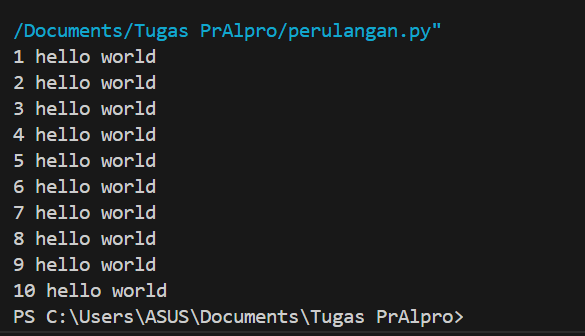 /Documents/Tugas PrAlpro/perulangan.py"
1 hello world
2 hello world
3 hello world
4 hello world
5 hello world
6 hello world
7 hello world
8 hello world
9 hello world
10 hello world
PS C:\Users\ASUS\Documents\Tugas PrAlpro>